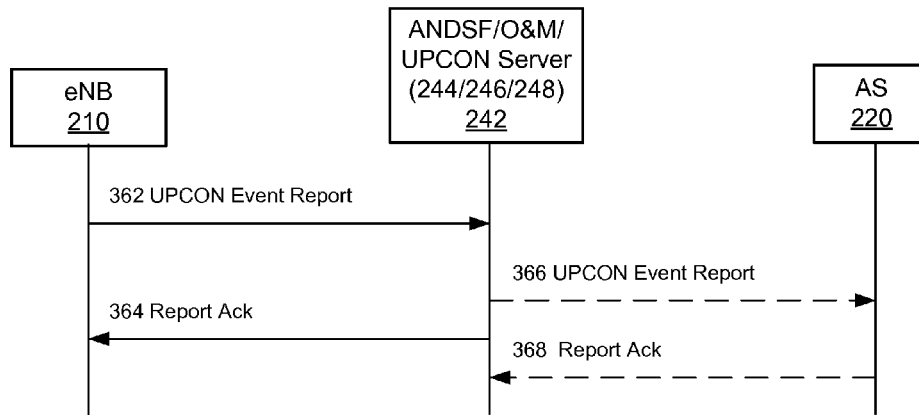 eNB
210
ANDSF/O&M/
UPCON Server
(244/246/248)
242
AS
220
362 UPCON Event Report
366 UPCON Event Report
364 Report Ack
368 Report Ack